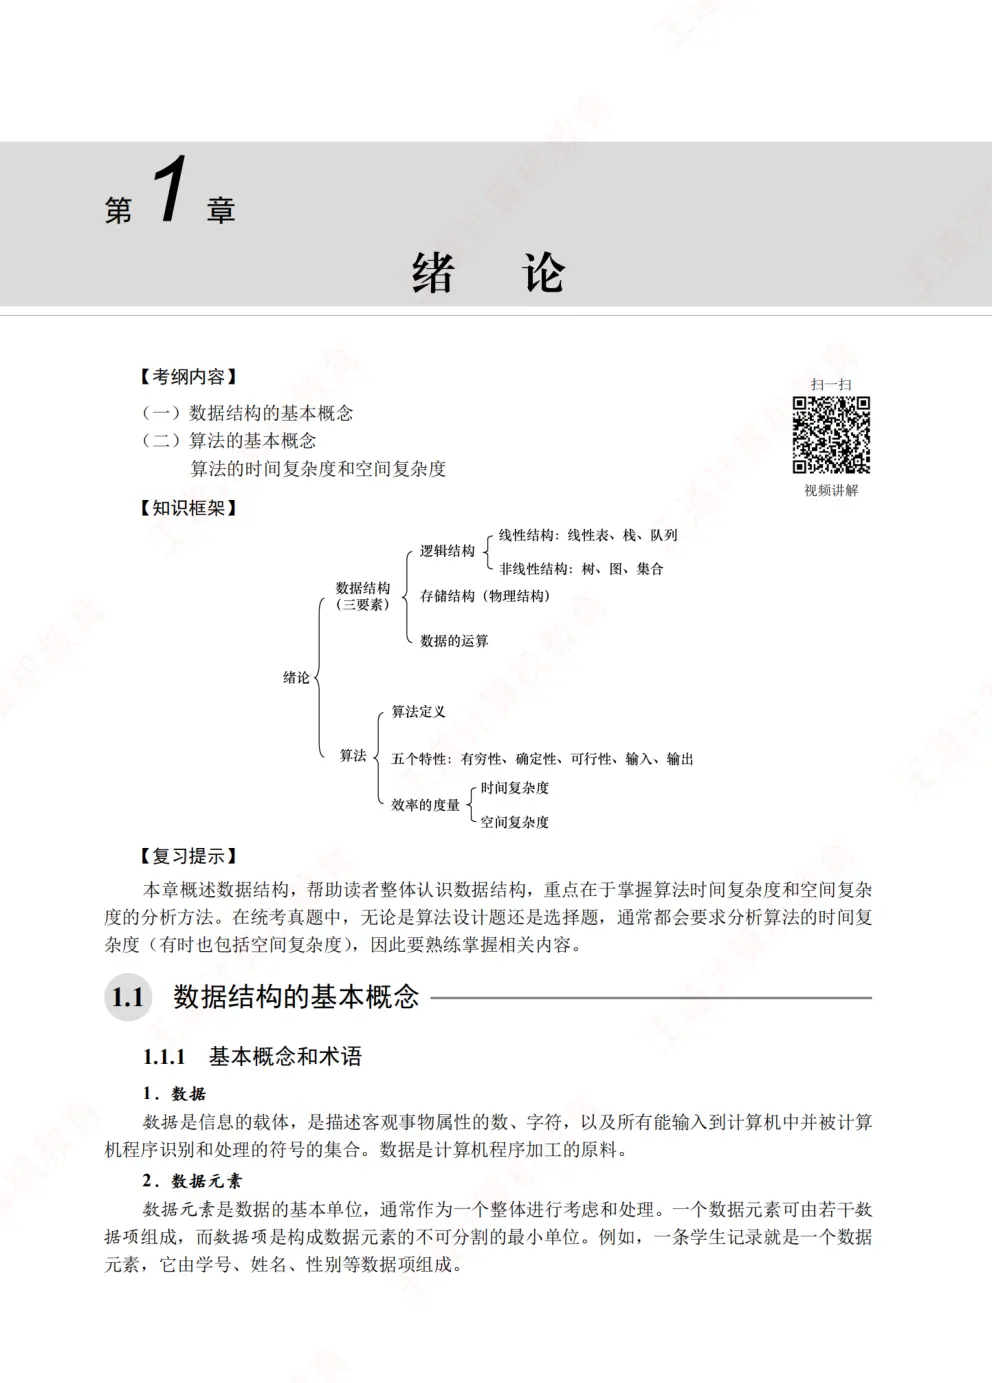 第 1 章
绪 论
【考纲内容】
扫一扫
（一）数据结构的基本概念
（二）算法的基本概念
算法的时间复杂度和空间复杂度
视频讲解
【知识框架】
线性结构：线性表、栈、队列
逻辑结构
非线性结构：树、图、集合
数据结构
（三要素）
存储结构（物理结构）
数据的运算
绪论
算法定义
算法
五个特性：有穷性、确定性、可行性、输入、输出
时间复杂度
效率的度量
空间复杂度
【复习提示】
本章概述数据结构，帮助读者整体认识数据结构，重点在于掌握算法时间复杂度和空间复杂
度的分析方法。在统考真题中，无论是算法设计题还是选择题，通常都会要求分析算法的时间复
杂度（有时也包括空间复杂度），因此要熟练掌握相关内容。
1.1 数据结构的基本概念
1.1.1 基本概念和术语
1．数据
数据是信息的载体，是描述客观事物属性的数、字符，以及所有能输入到计算机中并被计算
机程序识别和处理的符号的集合。数据是计算机程序加工的原料。
2．数据元素
数据元素是数据的基本单位，通常作为一个整体进行考虑和处理。一个数据元素可由若干数
据项组成，而数据项是构成数据元素的不可分割的最小单位。例如，一条学生记录就是一个数据
元素，它由学号、姓名、性别等数据项组成。
王道计算机教育